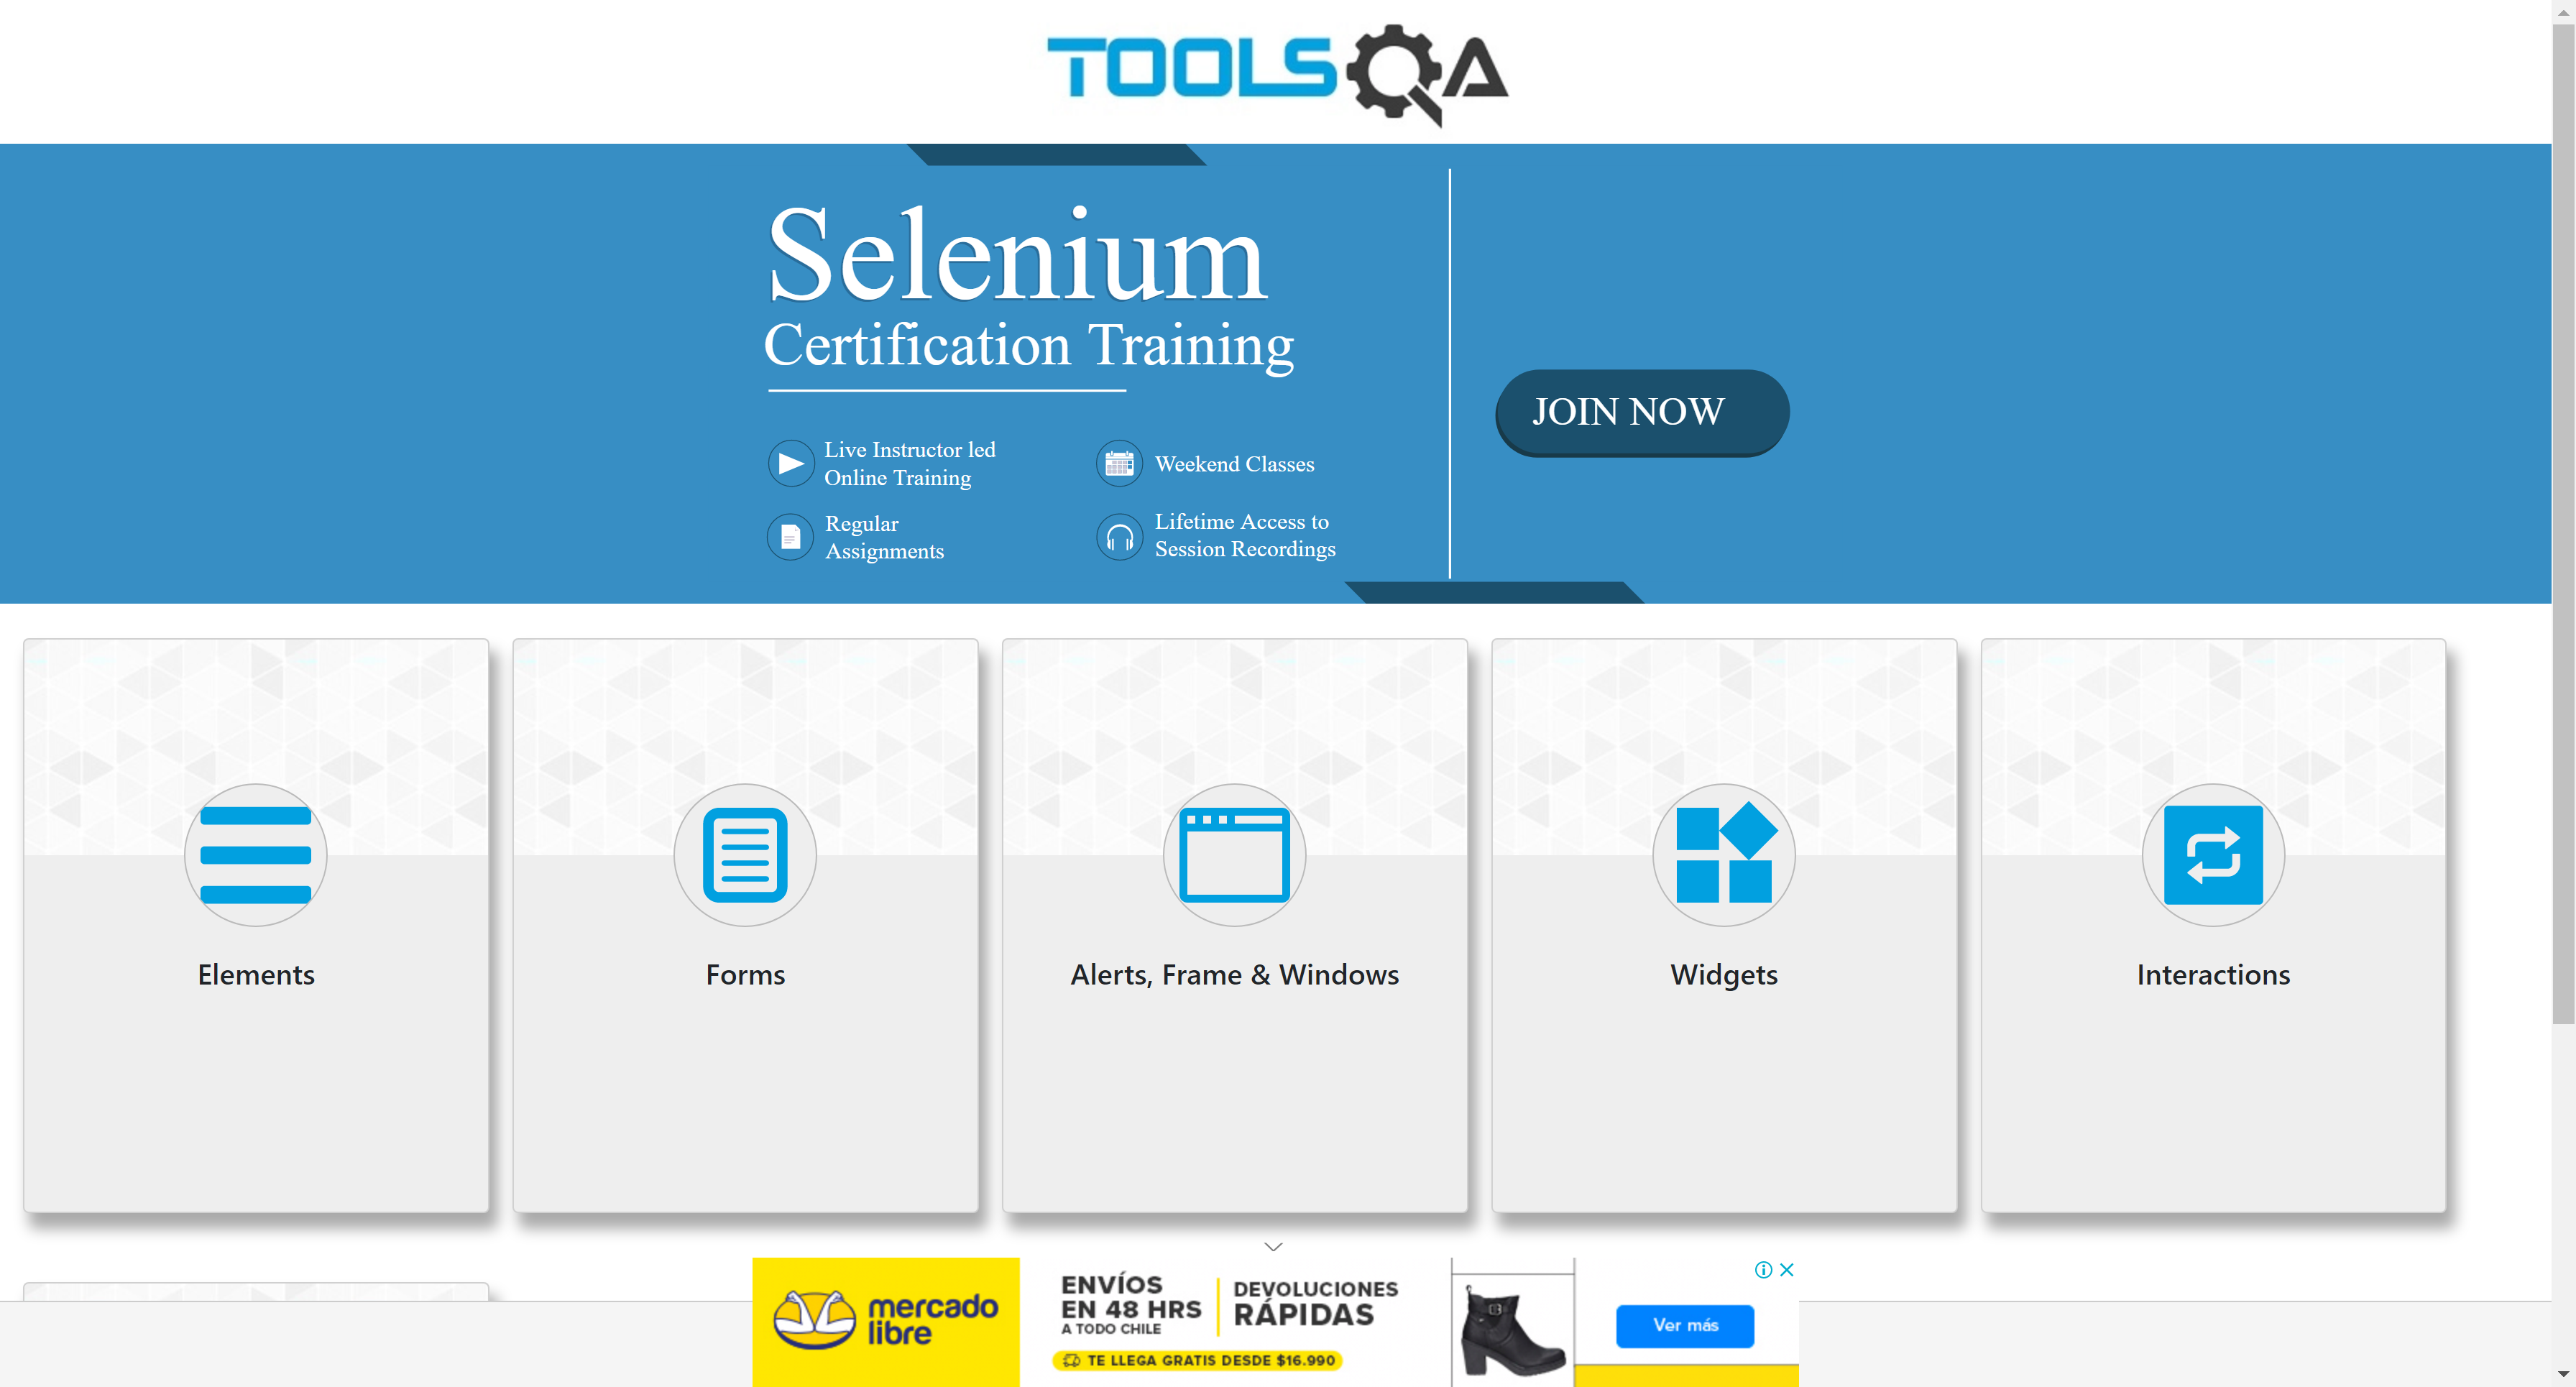 TOOLSQA
Selenium
Certification Training
JOIN NOW
Live Instructor led
Online Training
Weekend Classes
Regular
Assignments
Lifetime Access to
Session Recordings
Elements
Forms
Alerts, Frame & Windows
Widgets
Interactions
mercado
libre
ENVÍOS
EN 48 HRS
A TODO CHILE
DEVOLUCIONES
RÁPIDAS
TE LLEGA GRATIS DESDE $16.990
Ver más